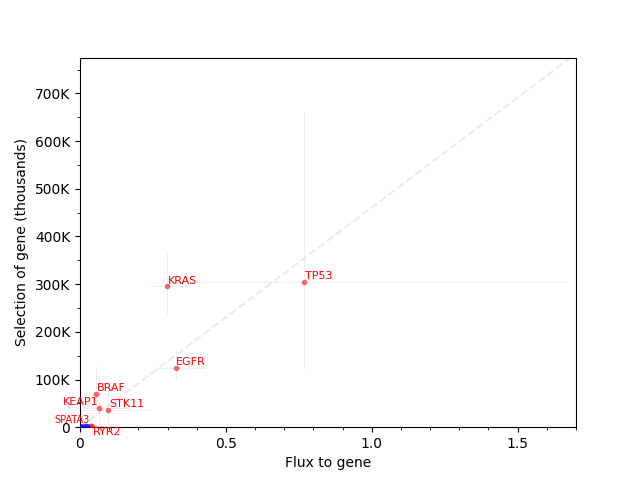 Selection of gene (thousands)
700K
600K
500K
400K
300K
200K
100K
0
TP53
KRAS
EGFR
BRAF
KEAP1
STK11
SPATA3
RYR2
0
0.5
1.0
1.5
Flux to gene